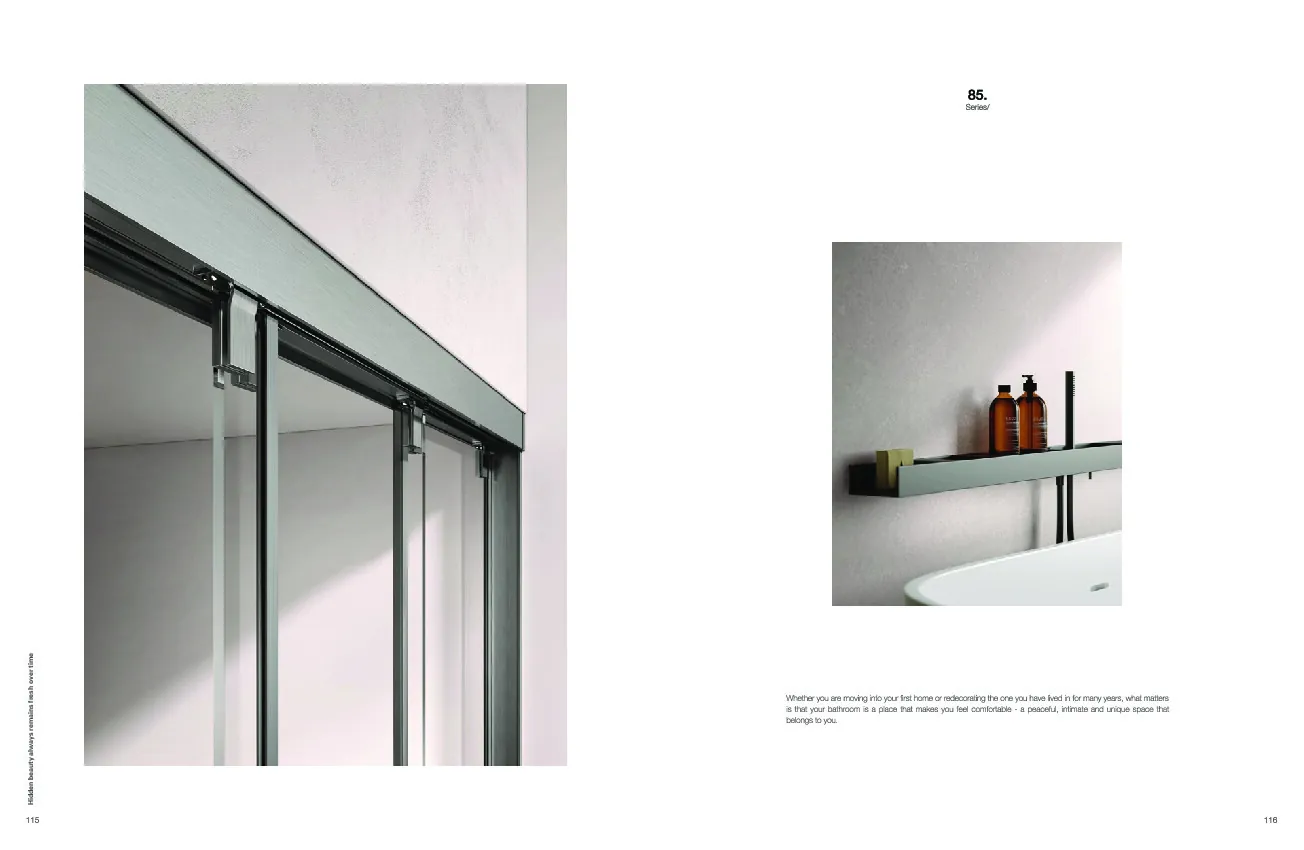 Hidden beauty always remains fresh over time
115
85.
Series/
Whether you are moving into your first home or redecorating the one you have lived in for many years, what matters
is that your bathroom is a place that makes you feel comfortable - a peaceful, intimate and unique space that
belongs to you.
116